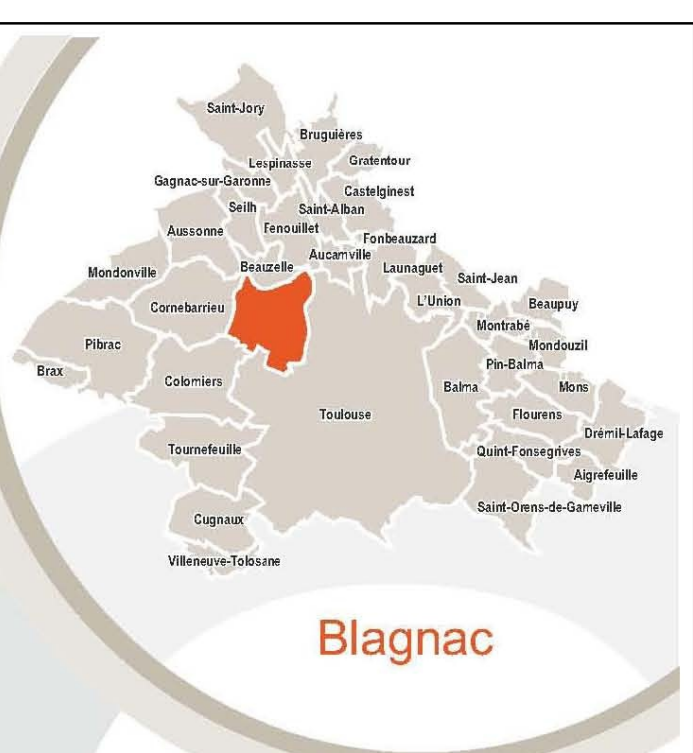 Saint-Jory
Bruguières
Lespinasse
Gratentour
Gagnac-sur-Garonne
Castelginest
Seilh
Saint-Alban
Aussonne
Fenouillet
Fonbeauzard
Aucamville
Beauzelle
Launaguet
Mondonville
Saint-Jean
L'Union
Beaupuy
Cornebarrieu
Montrabé
Pibrac
Mondouzil
Pin-Balma
Brax
Colomiers
Balma
Mons
Toulouse
Flourens
Drémil-Lafage
Tournefeuille
Quint-Fonsegrives
Aigrefeuille
Saint-Orens-de-Gameville
Cugnaux
Villeneuve-Tolosane
Blagnac